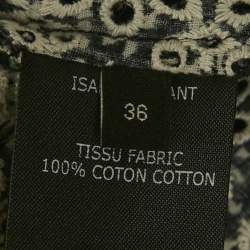 ISA ANT
36
TISSU FABRIC
100% COTON COTTON